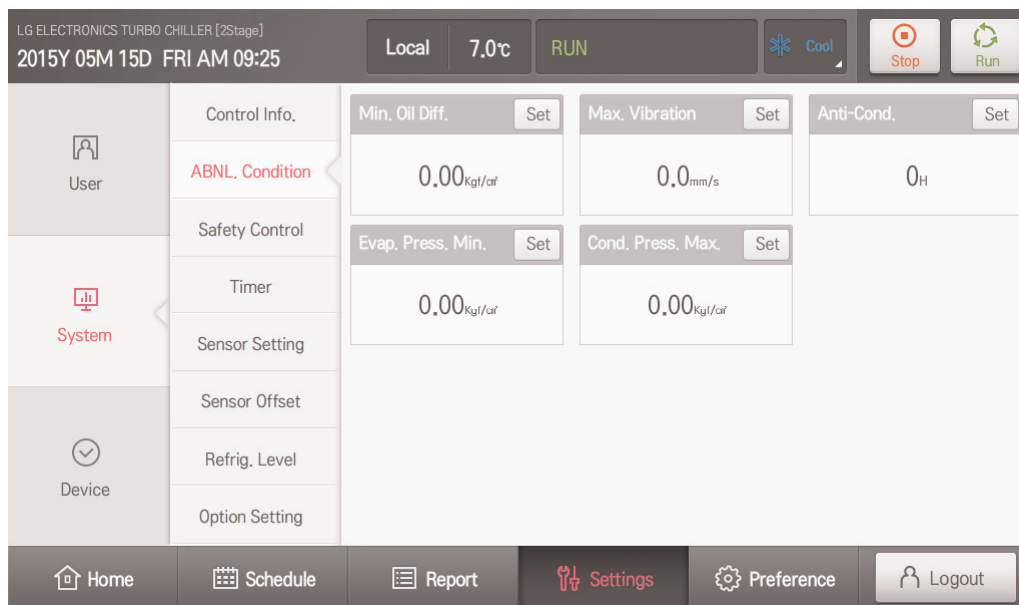 LG ELECTRONICS TURBO CHILLER [2Stage]
2015Y 05M 15D FRI AM 09:25
Local 7.0℃ RUN Cool
Stop Run
User
System
Device
Control Info.
ABNL. Condition
Safety Control
Timer
Sensor Setting
Sensor Offset
Refrig. Level
Option Setting
Min. Oil Diff. Set
0.00Kgf/㎠
Max. Vibration Set
0.0mm/s
Anti-Cond. Set
0H
Evap. Press. Min. Set
0.00Kgf/㎠
Cond. Press. Max. Set
0.00Kgf/㎠
Home Schedule Report Settings Preference Logout